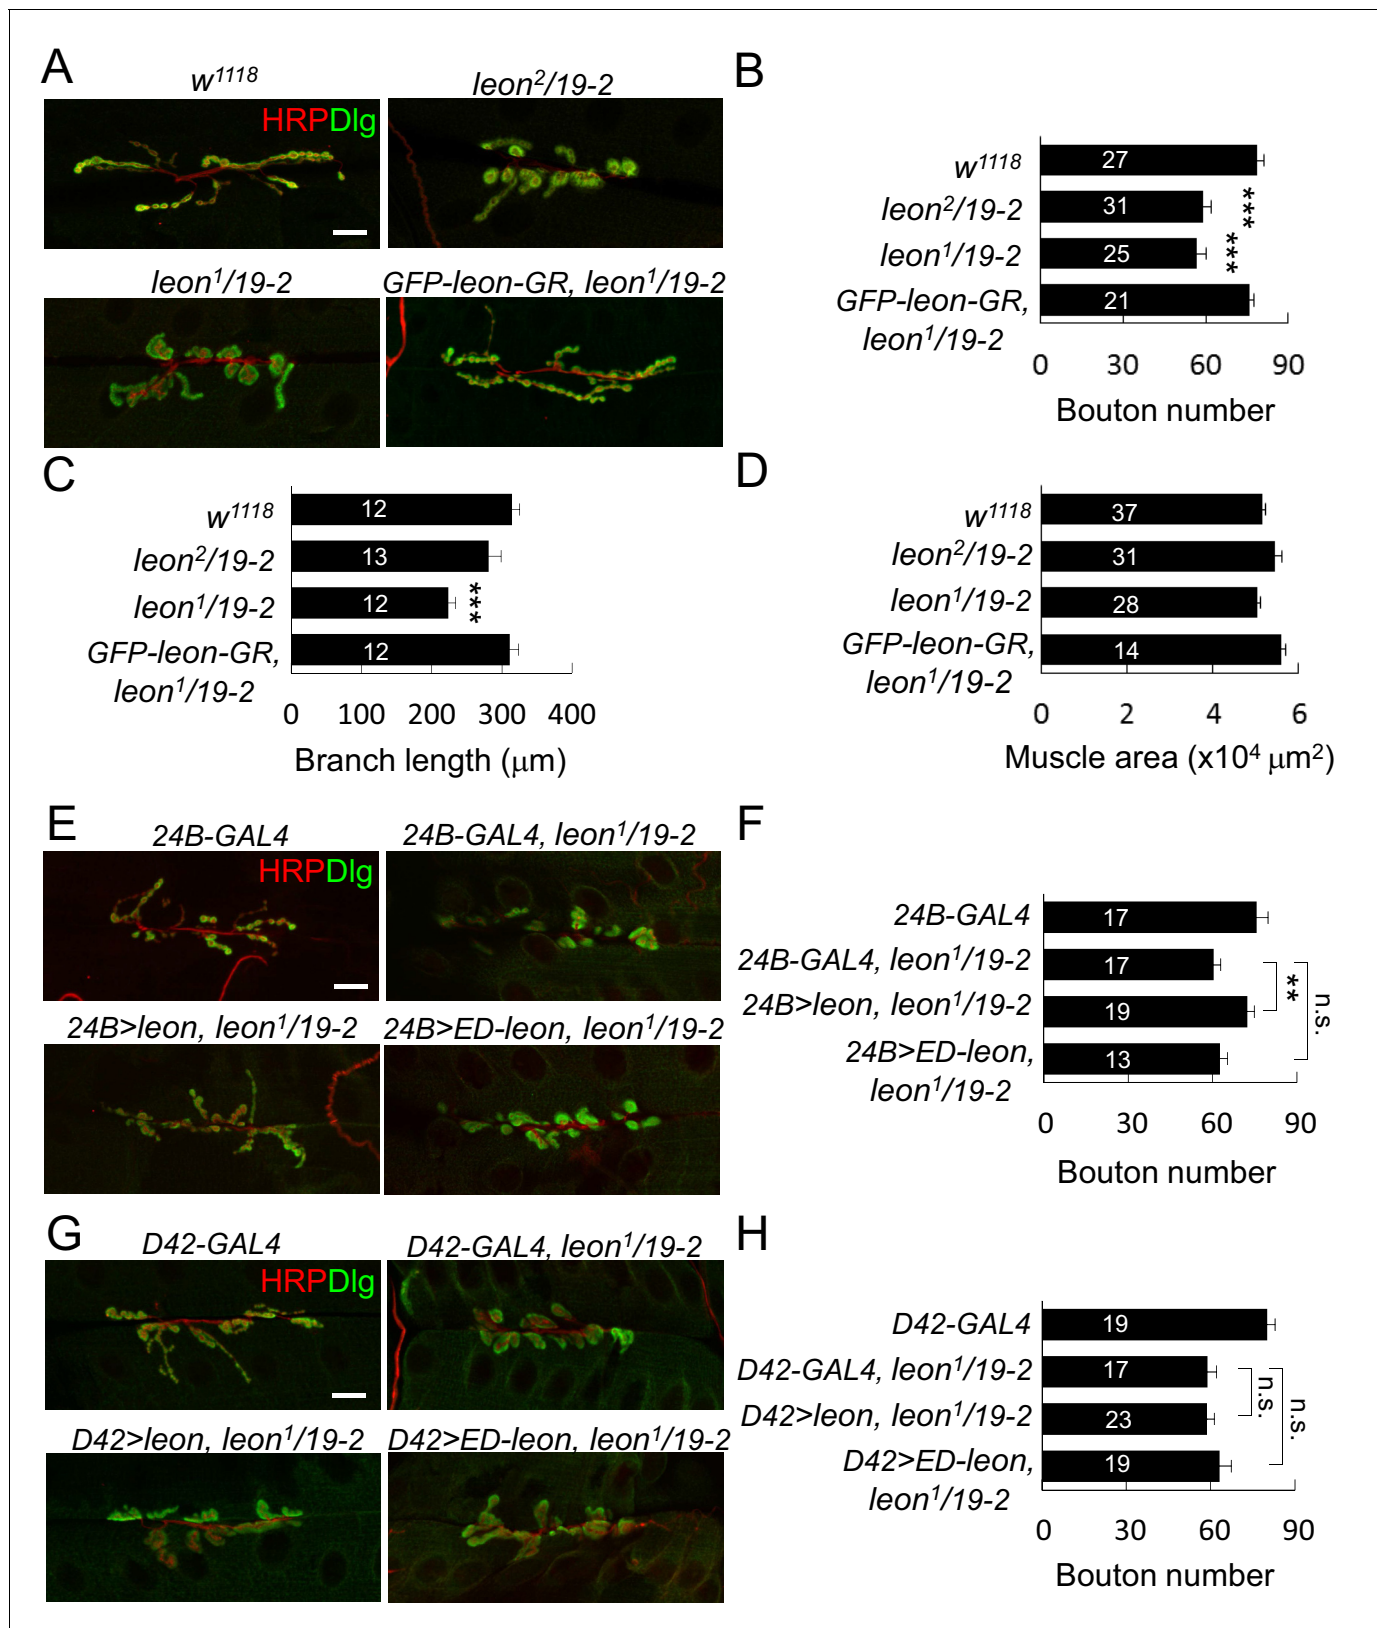 A
w1118
leon2/19-2
HRPDlg
leon1/19-2
GFP-leon-GR, leon1/19-2
B
w1118
27
leon2/19-2
31
***
leon1/19-2
25
***
GFP-leon-GR,
leon1/19-2
21
0 30 60 90
Bouton number
C
w1118
12
leon2/19-2
13
leon1/19-2
12
***
GFP-leon-GR,
leon1/19-2
12
0 100 200 300 400
Branch length (μm)
D
w1118
37
leon2/19-2
31
leon1/19-2
28
GFP-leon-GR,
leon1/19-2
14
0 2 4 6
Muscle area (x104 μm2)
E
24B-GAL4
24B-GAL4, leon1/19-2
HRPDlg
24B>leon, leon1/19-2
24B>ED-leon, leon1/19-2
F
24B-GAL4
17
24B-GAL4, leon1/19-2
17
24B>leon, leon1/19-2
19
24B>ED-leon,
leon1/19-2
13
**
n.s.
0 30 60 90
Bouton number
G
D42-GAL4
D42-GAL4, leon1/19-2
HRPDlg
D42>leon, leon1/19-2
D42>ED-leon, leon1/19-2
H
D42-GAL4
19
D42-GAL4, leon1/19-2
17
D42>leon, leon1/19-2
23
D42>ED-leon,
leon1/19-2
19
n.s.
n.s.
0 30 60 90
Bouton number